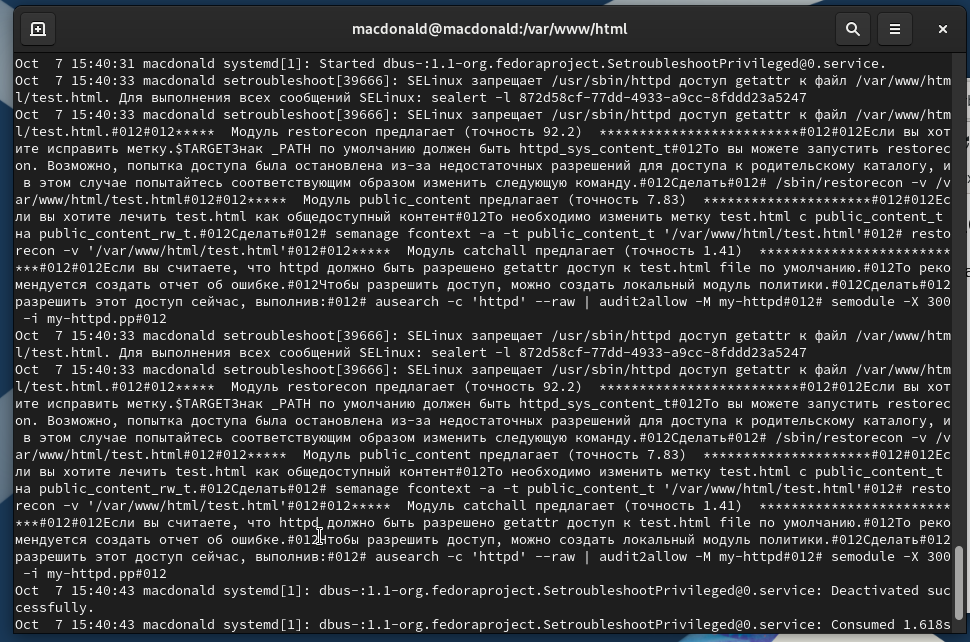 macdonald@macdonald:/var/www/html
Oct  7 15:40:31 macdonald systemd[1]: Started dbus-:1.1-org.fedoraproject.SetroubleshootPrivileged@0.service.
Oct  7 15:40:33 macdonald setroubleshoot[39666]: SELinux запрещает /usr/sbin/httpd доступ getattr к файл /var/www/htm
l/test.html. Для выполнения всех сообщений SELinux: sealert -l 872d58cf-77dd-4933-a9cc-8fddd23a5247
Oct  7 15:40:33 macdonald setroubleshoot[39666]: SELinux запрещает /usr/sbin/httpd доступ getattr к файл /var/www/htm
l/test.html.#012#012*****  Модуль restorecon предлагает (точность 92.2)  *************************#012#012Если вы хот
ите исправить метку.$TARGETЗнак _PATH по умолчанию должен быть httpd_sys_content_t#012То вы можете запустить restorec
on. Возможно, попытка доступа была остановлена из-за недостаточных разрешений для доступа к родительскому каталогу, и
 в этом случае попытайтесь соответствующим образом изменить следующую команду.#012Сделать#012# /sbin/restorecon -v /v
ar/www/html/test.html#012#012*****  Модуль public_content предлагает (точность 7.83)  *********************#012#012Ес
ли вы хотите лечить test.html как общедоступный контент#012То необходимо изменить метку test.html с public_content_t
на public_content_rw_t.#012Сделать#012# semanage fcontext -a -t public_content_t '/var/www/html/test.html'#012# resto
recon -v '/var/www/html/test.html'#012#012*****  Модуль catchall предлагает (точность 1.41)  ************************
***#012#012Если вы считаете, что httpd должно быть разрешено getattr доступ к test.html file по умолчанию.#012То реко
мендуется создать отчет об ошибке.#012Чтобы разрешить доступ, можно создать локальный модуль политики.#012Сделать#012
разрешить этот доступ сейчас, выполнив:#012# ausearch -c 'httpd' --raw | audit2allow -M my-httpd#012# semodule -X 300
 -i my-httpd.pp#012
Oct  7 15:40:33 macdonald setroubleshoot[39666]: SELinux запрещает /usr/sbin/httpd доступ getattr к файл /var/www/htm
l/test.html. Для выполнения всех сообщений SELinux: sealert -l 872d58cf-77dd-4933-a9cc-8fddd23a5247
Oct  7 15:40:33 macdonald setroubleshoot[39666]: SELinux запрещает /usr/sbin/httpd доступ getattr к файл /var/www/htm
l/test.html.#012#012*****  Модуль restorecon предлагает (точность 92.2)  *************************#012#012Если вы хот
ите исправить метку.$TARGETЗнак _PATH по умолчанию должен быть httpd_sys_content_t#012То вы можете запустить restorec
on. Возможно, попытка доступа была остановлена из-за недостаточных разрешений для доступа к родительскому каталогу, и
 в этом случае попытайтесь соответствующим образом изменить следующую команду.#012Сделать#012# /sbin/restorecon -v /v
ar/www/html/test.html#012#012*****  Модуль public_content предлагает (точность 7.83)  *********************#012#012Ес
ли вы хотите лечить test.html как общедоступный контент#012То необходимо изменить метку test.html с public_content_t
на public_content_rw_t.#012Сделать#012# semanage fcontext -a -t public_content_t '/var/www/html/test.html'#012# resto
recon -v '/var/www/html/test.html'#012#012*****  Модуль catchall предлагает (точность 1.41)  ************************
***#012#012Если вы считаете, что httpd должно быть разрешено getattr доступ к test.html file по умолчанию.#012То реко
мендуется создать отчет об ошибке.#012Чтобы разрешить доступ, можно создать локальный модуль политики.#012Сделать#012
разрешить этот доступ сейчас, выполнив:#012# ausearch -c 'httpd' --raw | audit2allow -M my-httpd#012# semodule -X 300
 -i my-httpd.pp#012
Oct  7 15:40:43 macdonald systemd[1]: dbus-:1.1-org.fedoraproject.SetroubleshootPrivileged@0.service: Deactivated suc
cessfully.
Oct  7 15:40:43 macdonald systemd[1]: dbus-:1.1-org.fedoraproject.SetroubleshootPrivileged@0.service: Consumed 1.618s